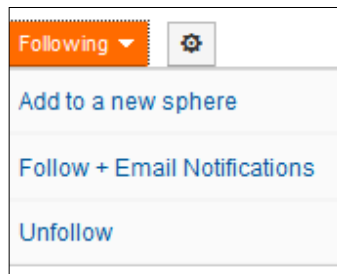 Following
Add to a new sphere
Follow + Email Notifications
Unfollow